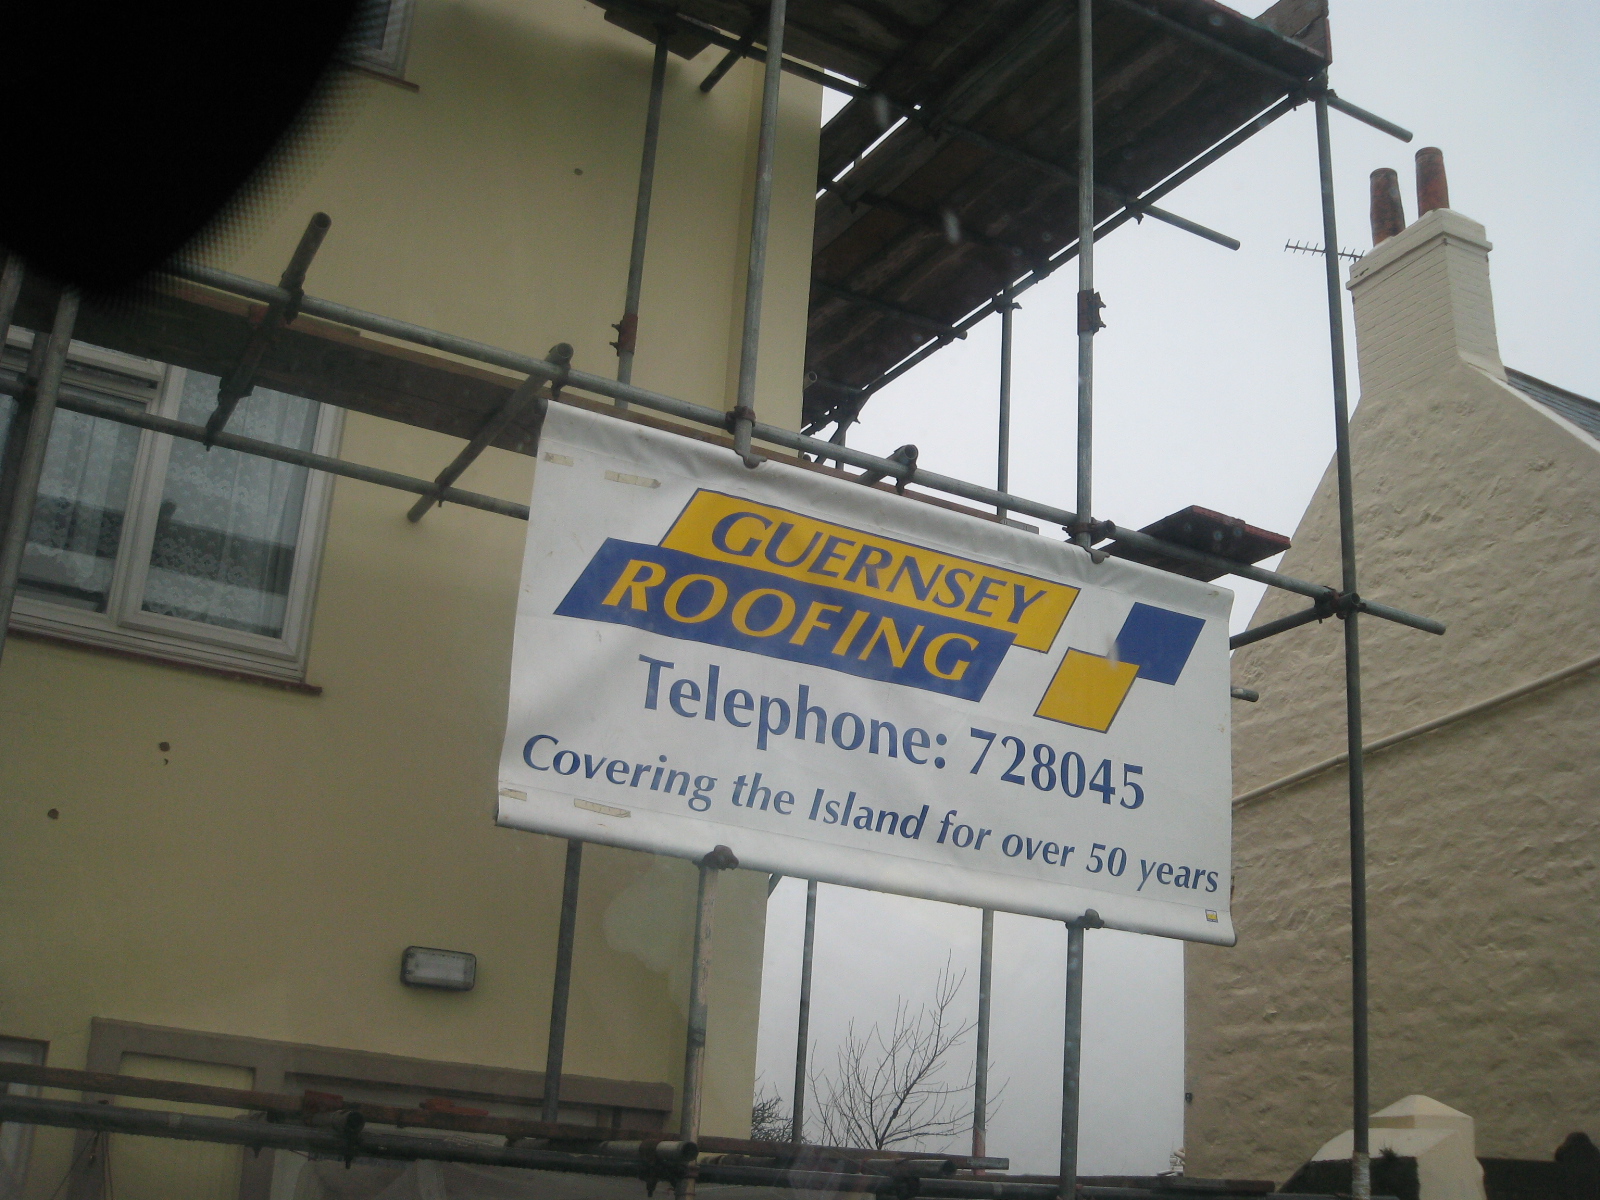 GUERNSEY
ROOFING
Telephone: 728045
Covering the Island for over 50 years